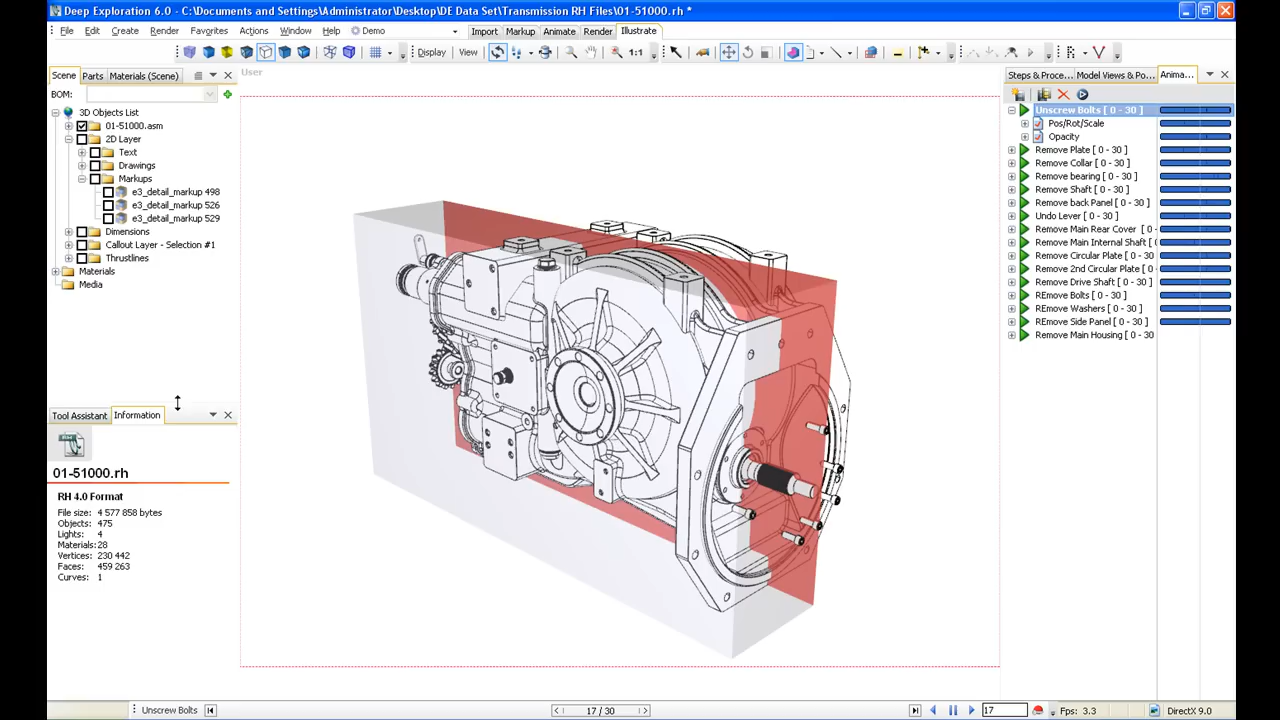 Deep Exploration 6.0 - C:\Documents and Settings\Administrator\Desktop\DE Data Set\Transmission RH Files\01-51000.rh *
File Edit Create Render Favorites Actions Window Help Demo Import Markup Animate Render Illustrate
Display View 1:1
Scene Parts Materials (Scene)
User
Steps & Proce... Model Views & Po... Anima...
BOM:
3D Objects List
01-51000.asm
2D Layer
Text
Drawings
Markups
e3_detail_markup 498
e3_detail_markup 526
e3_detail_markup 529
Dimensions
Callout Layer - Selection #1
Thrustlines
Materials
Media
Unscrew Bolts [ 0 - 30 ]
Pos/Rot/Scale
Opacity
Remove Plate [ 0 - 30 ]
Remove Collar [ 0 - 30 ]
Remove bearing [ 0 - 30 ]
Remove Shaft [ 0 - 30 ]
Remove back Panel [ 0 - 30 ]
Undo Lever [ 0 - 30 ]
Remove Main Rear Cover [ 0 - 30
Remove Main Internal Shaft [ 0 -
Remove Circular Plate [ 0 - 30 ]
Remove 2nd Circular Plate [ 0 - 30
Remove Drive Shaft [ 0 - 30 ]
REmove Bolts [ 0 - 30 ]
REmove Washers [ 0 - 30 ]
REmove Side Panel [ 0 - 30 ]
Remove Main Housing [ 0 - 30
Tool Assistant Information
01-51000.rh
RH 4.0 Format
File size: 4 577 858 bytes
Objects: 475
Lights: 4
Materials: 28
Vertices: 230 442
Faces: 459 263
Curves: 1
Unscrew Bolts
17 / 30
17
Fps: 3.3
DirectX 9.0